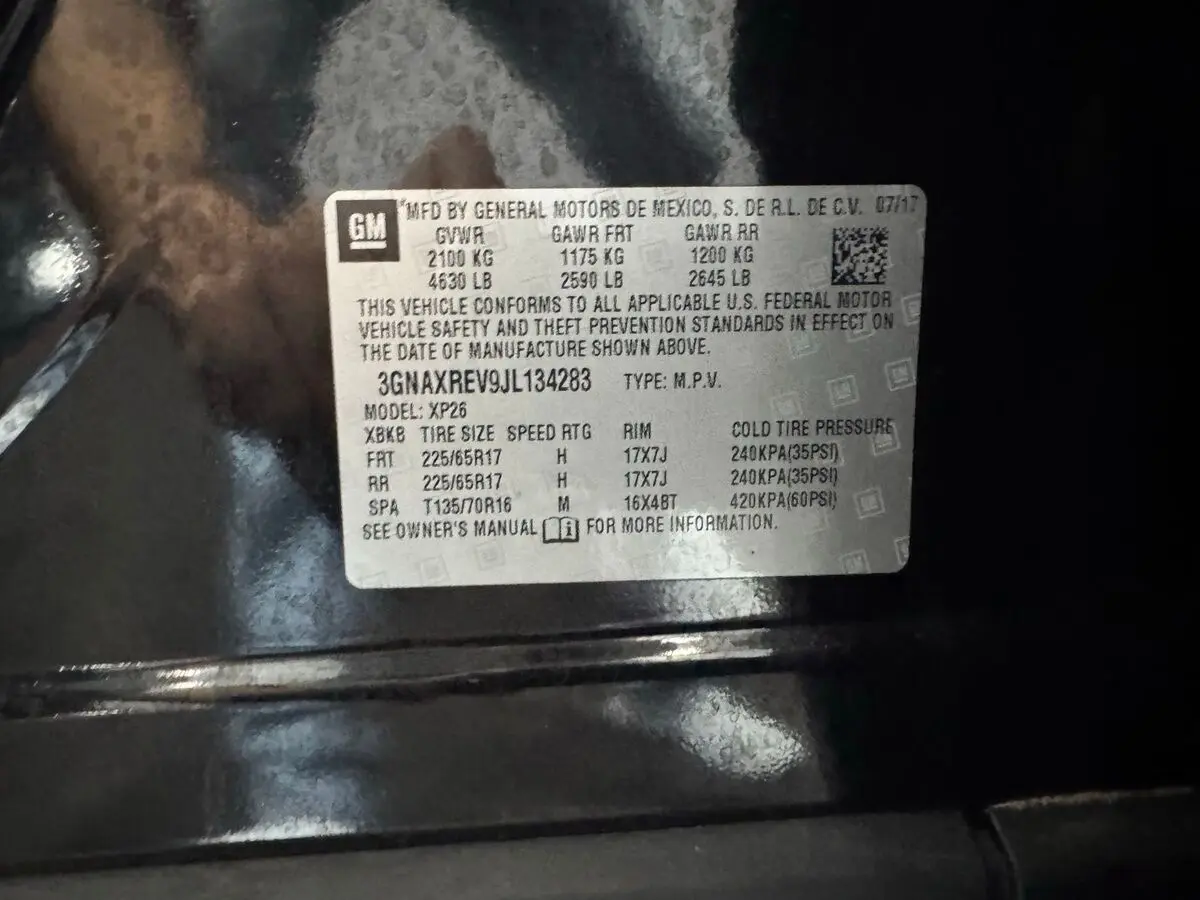 GM
MFD BY GENERAL MOTORS DE MEXICO, S. DE R.L. DE C.V. 07/17
GVWR GAWR FRT GAWR RR
2100 KG 1175 KG 1200 KG
4630 LB 2590 LB 2645 LB
THIS VEHICLE CONFORMS TO ALL APPLICABLE U.S. FEDERAL MOTOR
VEHICLE SAFETY AND THEFT PREVENTION STANDARDS IN EFFECT ON
THE DATE OF MANUFACTURE SHOWN ABOVE.
3GNAXREV9JL134283 TYPE: M.P.V.
MODEL: XP26
XBKB TIRE SIZE SPEED RTG RIM COLD TIRE PRESSURE
FRT 225/65R17 H 17X7J 240KPA(35PSI)
RR 225/65R17 H 17X7J 240KPA(35PSI)
SPA T135/70R16 M 16X4BT 420KPA(60PSI)
SEE OWNER'S MANUAL i FOR MORE INFORMATION.